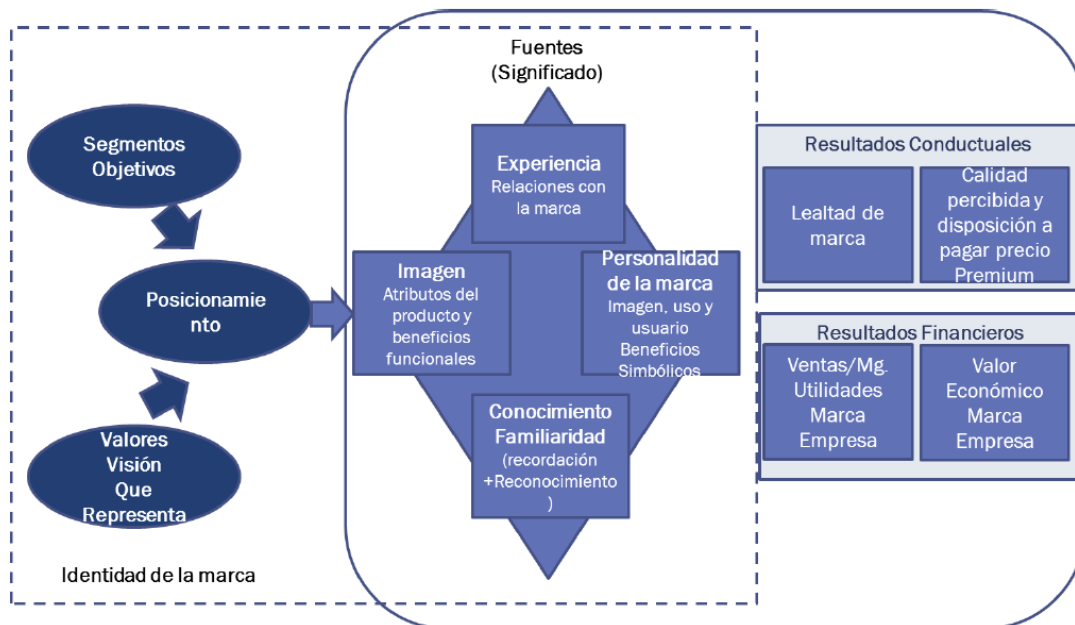 Fuentes
(Significado)
Segmentos
Objetivos
Posicionamie
nto
Valores
Visión
Que
Representa
Identidad de la marca
Experiencia
Relaciones con
la marca
Imagen
Atributos del
producto y
beneficios
funcionales
Personalidad
de la marca
Imagen, uso y
usuario
Beneficios
Simbólicos
Conocimiento
Familiaridad
(recordación
+Reconocimiento
)
Resultados Conductuales
Lealtad de
marca
Calidad
percibida y
disposición a
pagar precio
Premium
Resultados Financieros
Ventas/Mg.
Utilidades
Marca
Empresa
Valor
Económico
Marca
Empresa